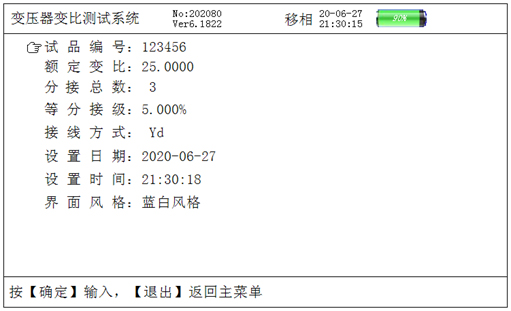 变压器变比测试系统 No:202080 移相 20-06-27
Ver6.1822 21:30:15
试品编号: 123456
额定变比: 25.0000
分接总数: 3
等分接级: 5.000%
接线方式: Yd
设置日期: 2020-06-27
设置时间: 21:30:18
界面风格: 蓝白风格
按【确定】输入，【退出】返回主菜单